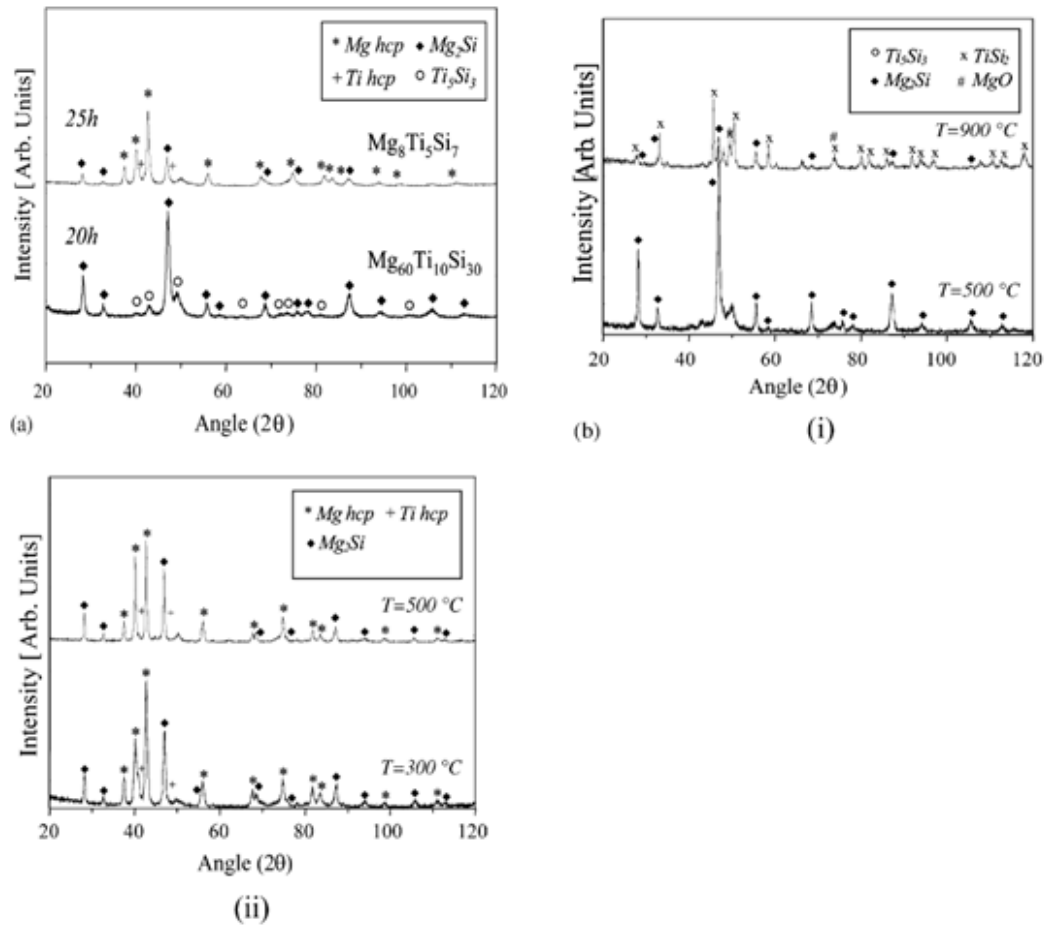 * Mg hcp ◆ Mg₂Si
+ Ti hcp ○ Ti₅Si₃
25h
Mg₈Ti₅Si₇
20h
Mg₆₀Ti₁₀Si₃₀
Intensity [ Arb. Units]
20 40 60 80 100 120
Angle (2θ)
(a)
○ Ti₅Si₃ x TiSi₂
◆ Mg₂Si # MgO
T=900 °C
T=500 °C
Intensity [Arb. Units]
20 40 60 80 100 120
Angle (2θ)
(b) (i)
* Mg hcp + Ti hcp
◆ Mg₂Si
T=500 °C
T=300 °C
Intensity [ Arb. Units]
20 40 60 80 100 120
Angle (2θ)
(ii)